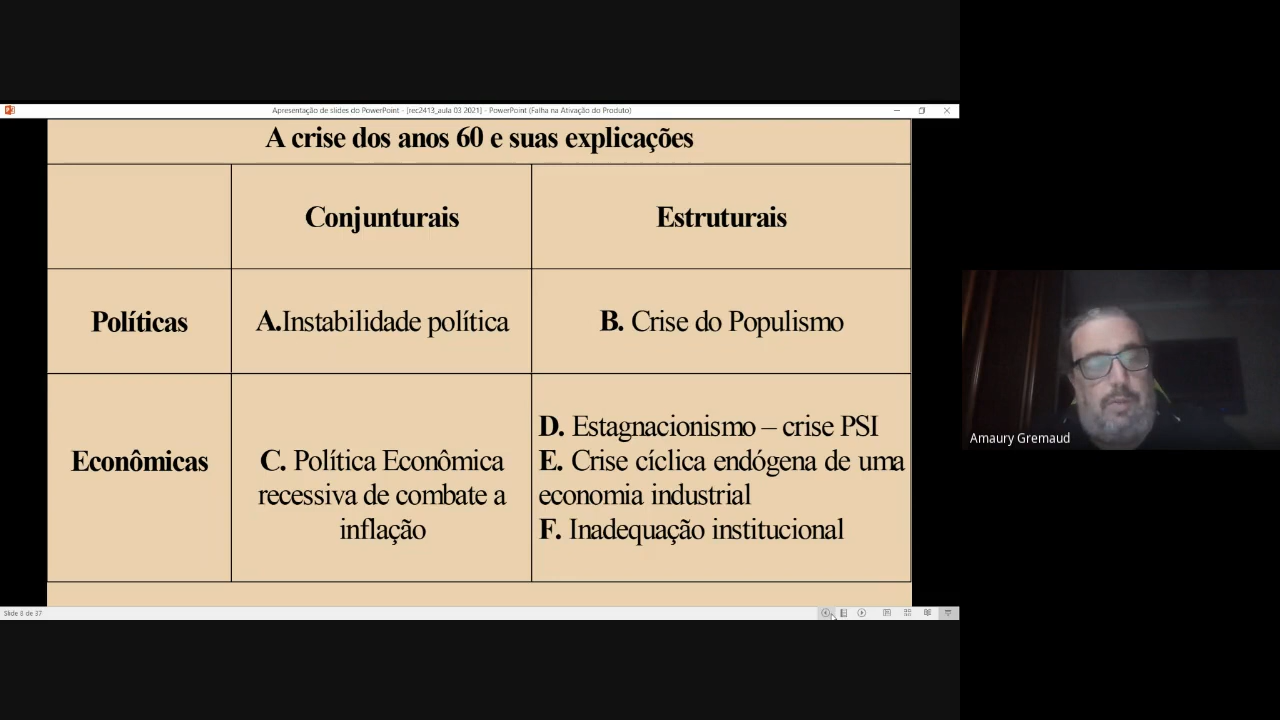 Apresentação de slides do PowerPoint - [rec2413_aula 03 2021] - PowerPoint (Falha na Ativação do Produto)
A crise dos anos 60 e suas explicações
Conjunturais
Estruturais
Políticas
A.Instabilidade política
B. Crise do Populismo
Econômicas
C. Política Econômica
recessiva de combate a
inflação
D. Estagnacionismo – crise PSI
E. Crise cíclica endógena de uma
economia industrial
F. Inadequação institucional
Amaury Gremaud
Slide 8 de 37